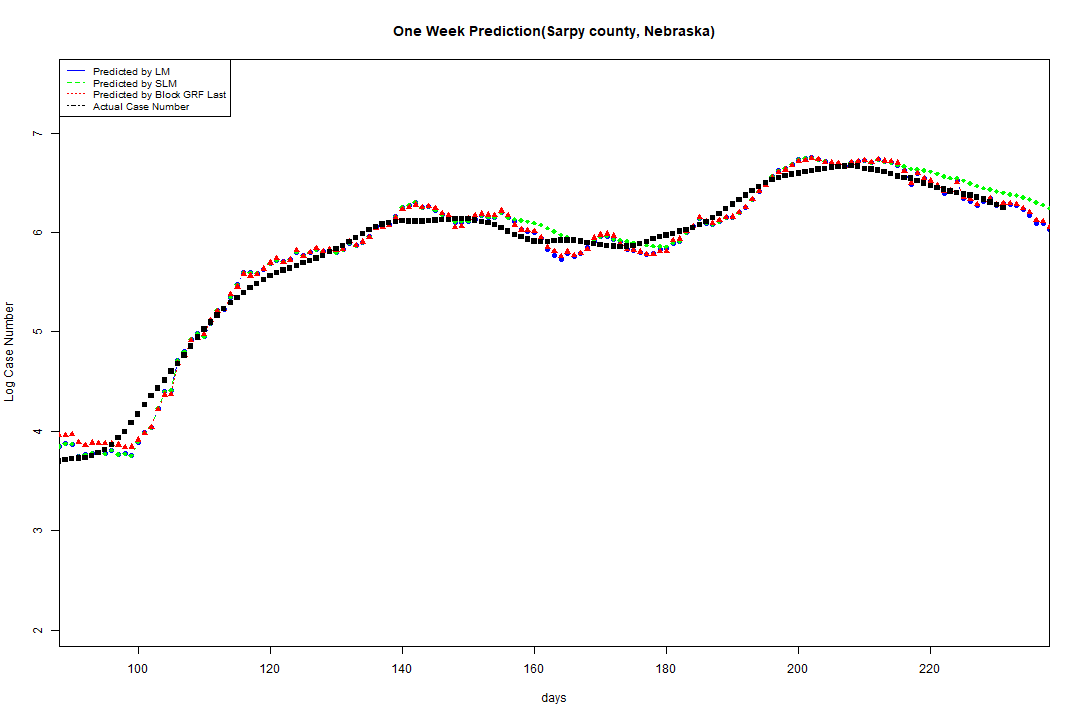 One Week Prediction(Sarpy county, Nebraska)
Predicted by LM
Predicted by SLM
Predicted by Block GRF Last
Actual Case Number
7
6
5
4
3
2
Log Case Number
100 120 140 160 180 200 220
days